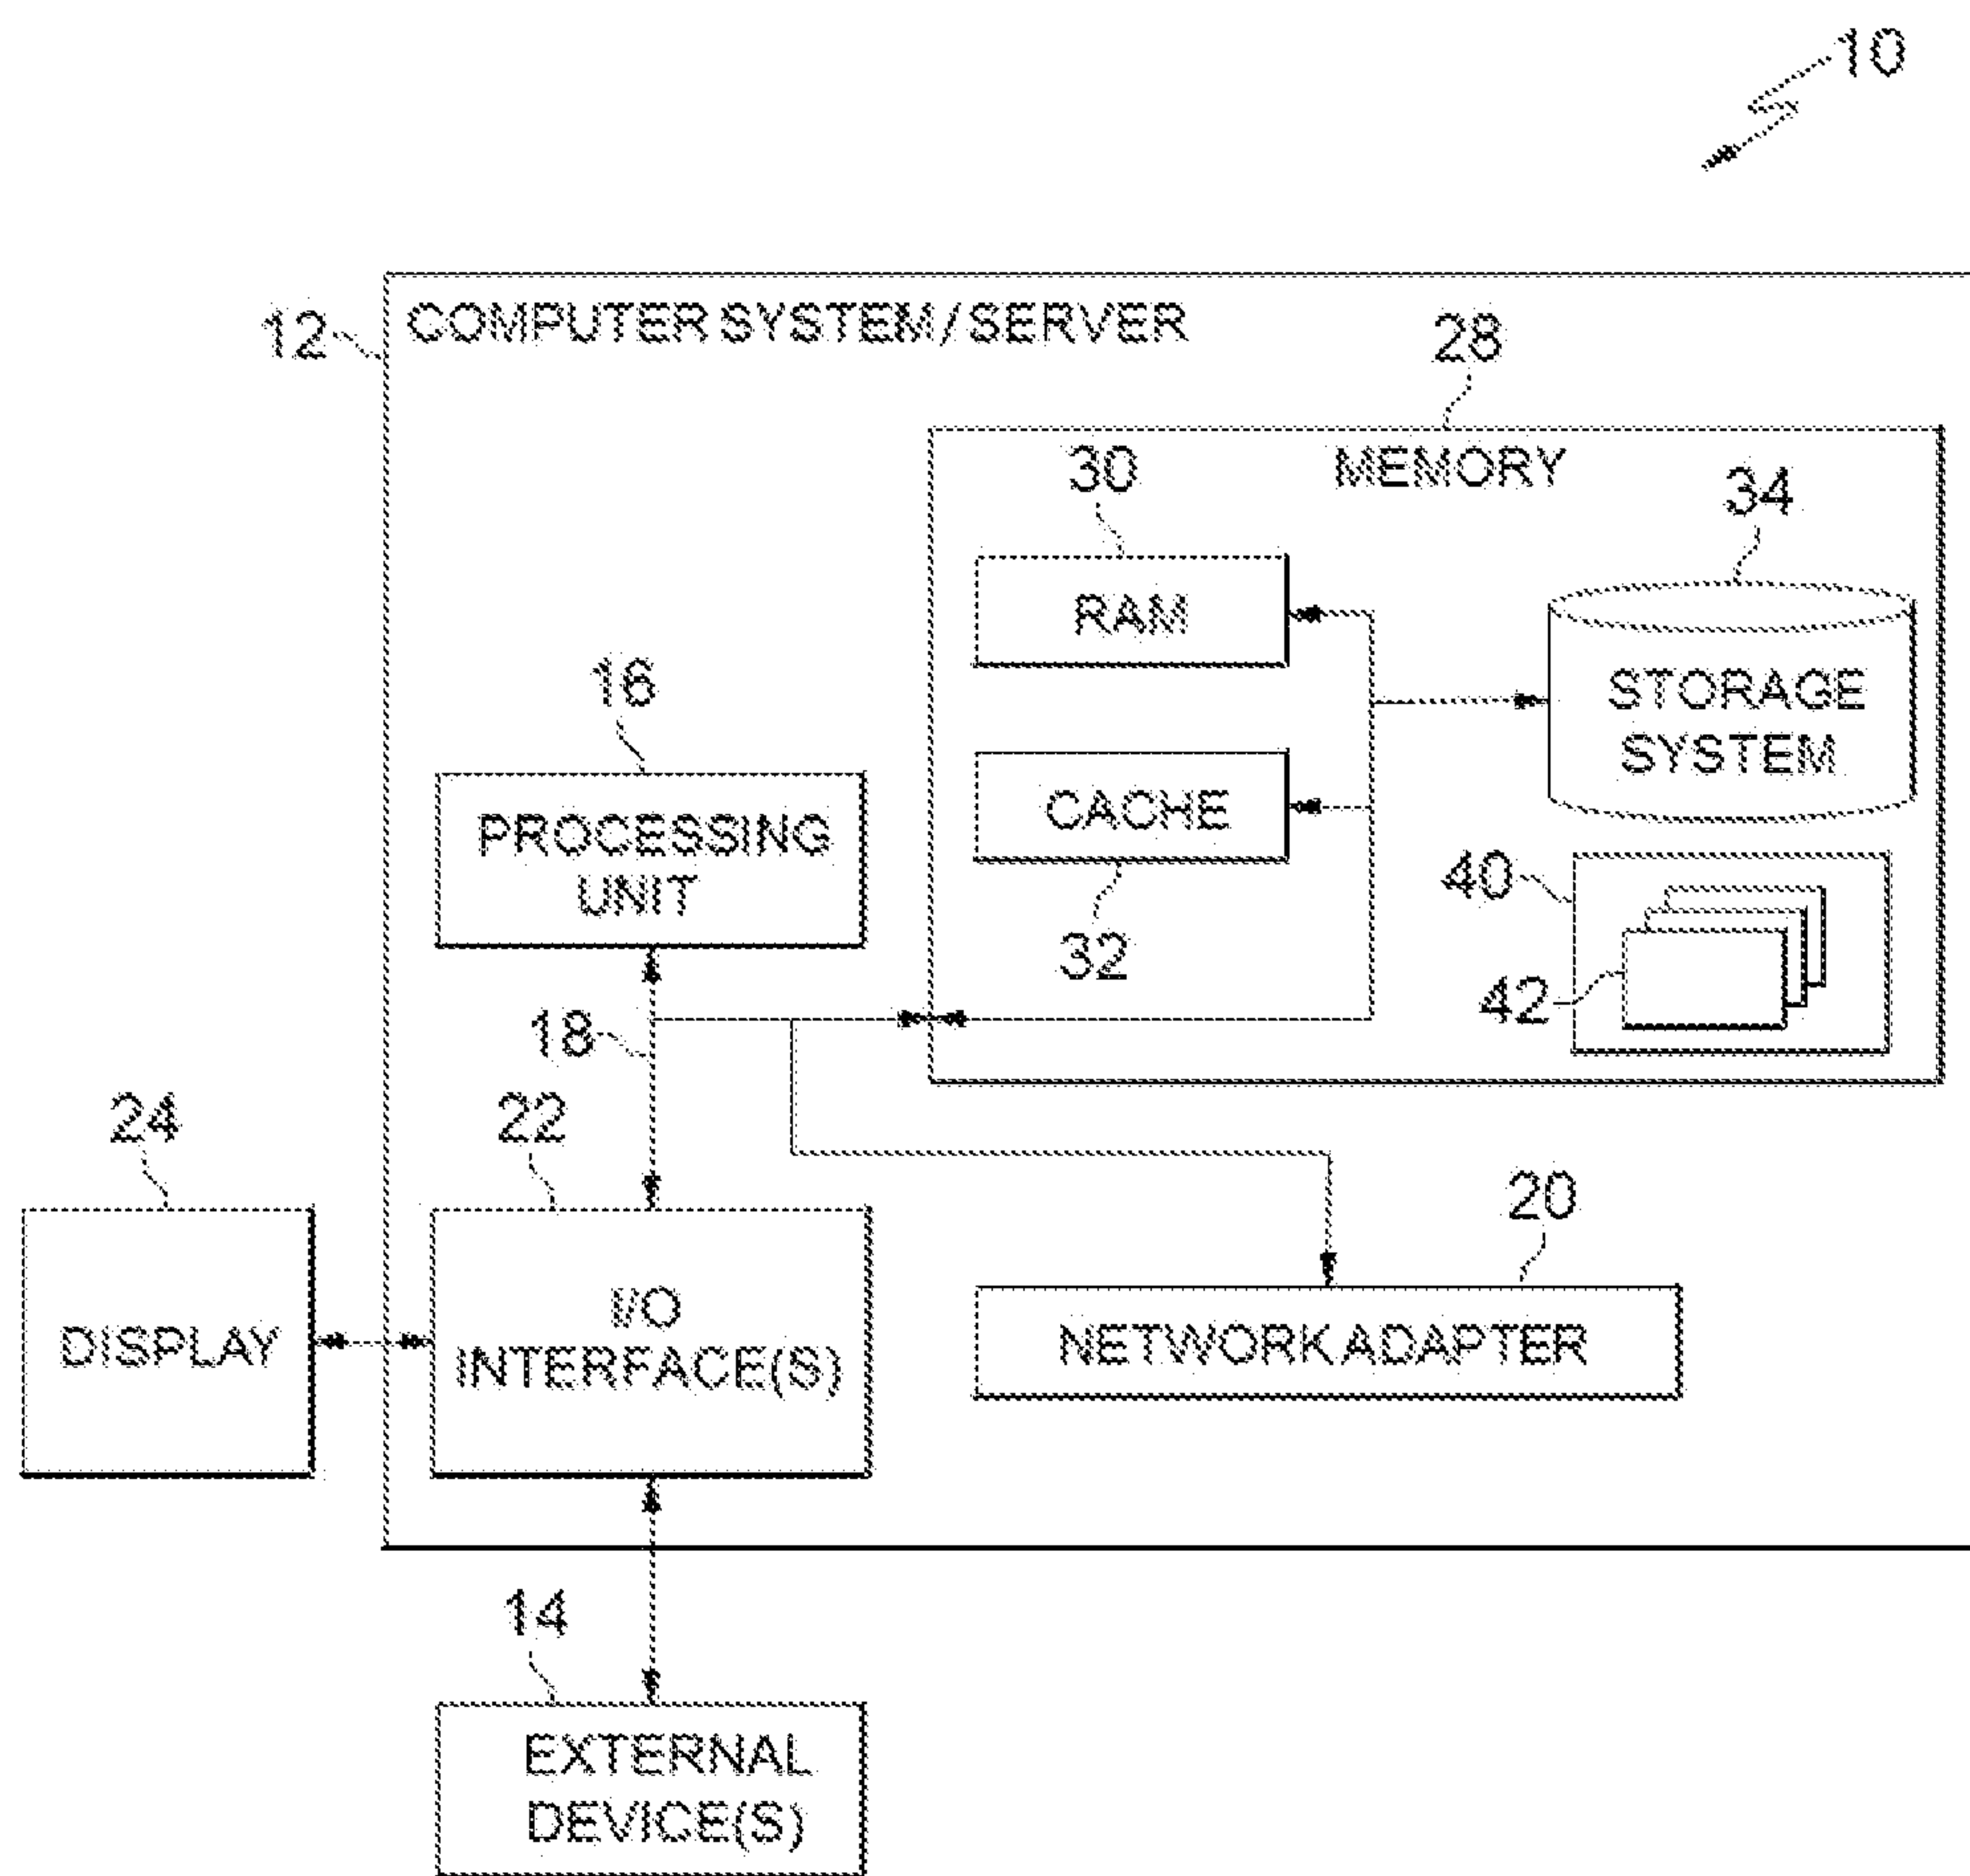 10
12
COMPUTER SYSTEM / SERVER
28
MEMORY
30
34
RAM
STORAGE
SYSTEM
16
CACHE
PROCESSING
UNIT
32
40
42
18
24
22
20
DISPLAY
I/O
INTERFACE(S)
NETWORK ADAPTER
14
EXTERNAL
DEVICE(S)